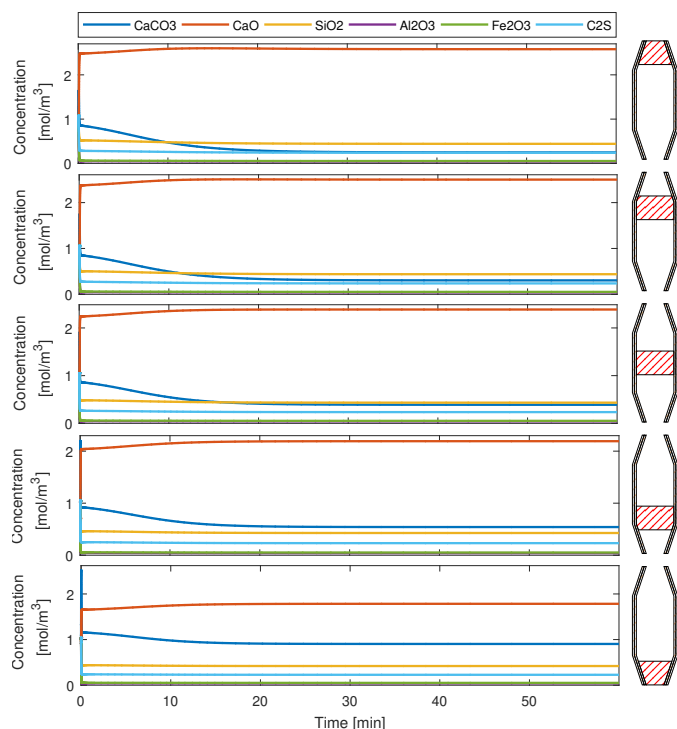 CaCO3 CaO SiO2 Al2O3 Fe2O3 C2S
Concentration
[mol/m³]
2
1
0
Concentration
[mol/m³]
2
1
0
Concentration
[mol/m³]
2
1
0
Concentration
[mol/m³]
2
1
0
Concentration
[mol/m³]
2
1
0
0 10 20 30 40 50
Time [min]